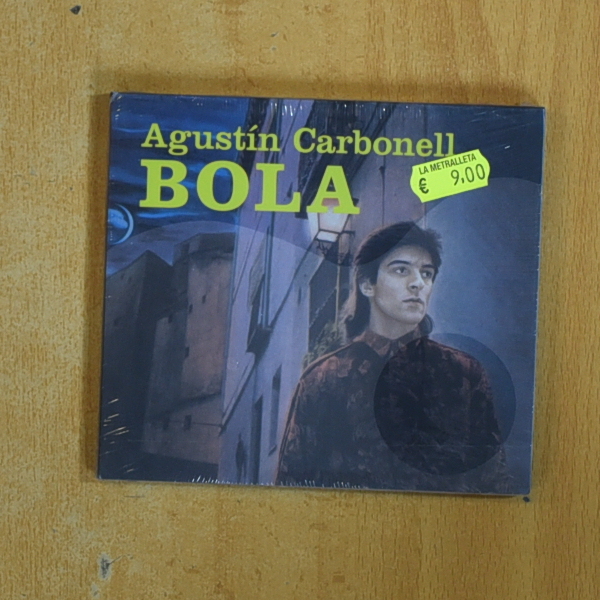 Agustín Carbonell
BOLA
LA METRALLETA
€ 9,00